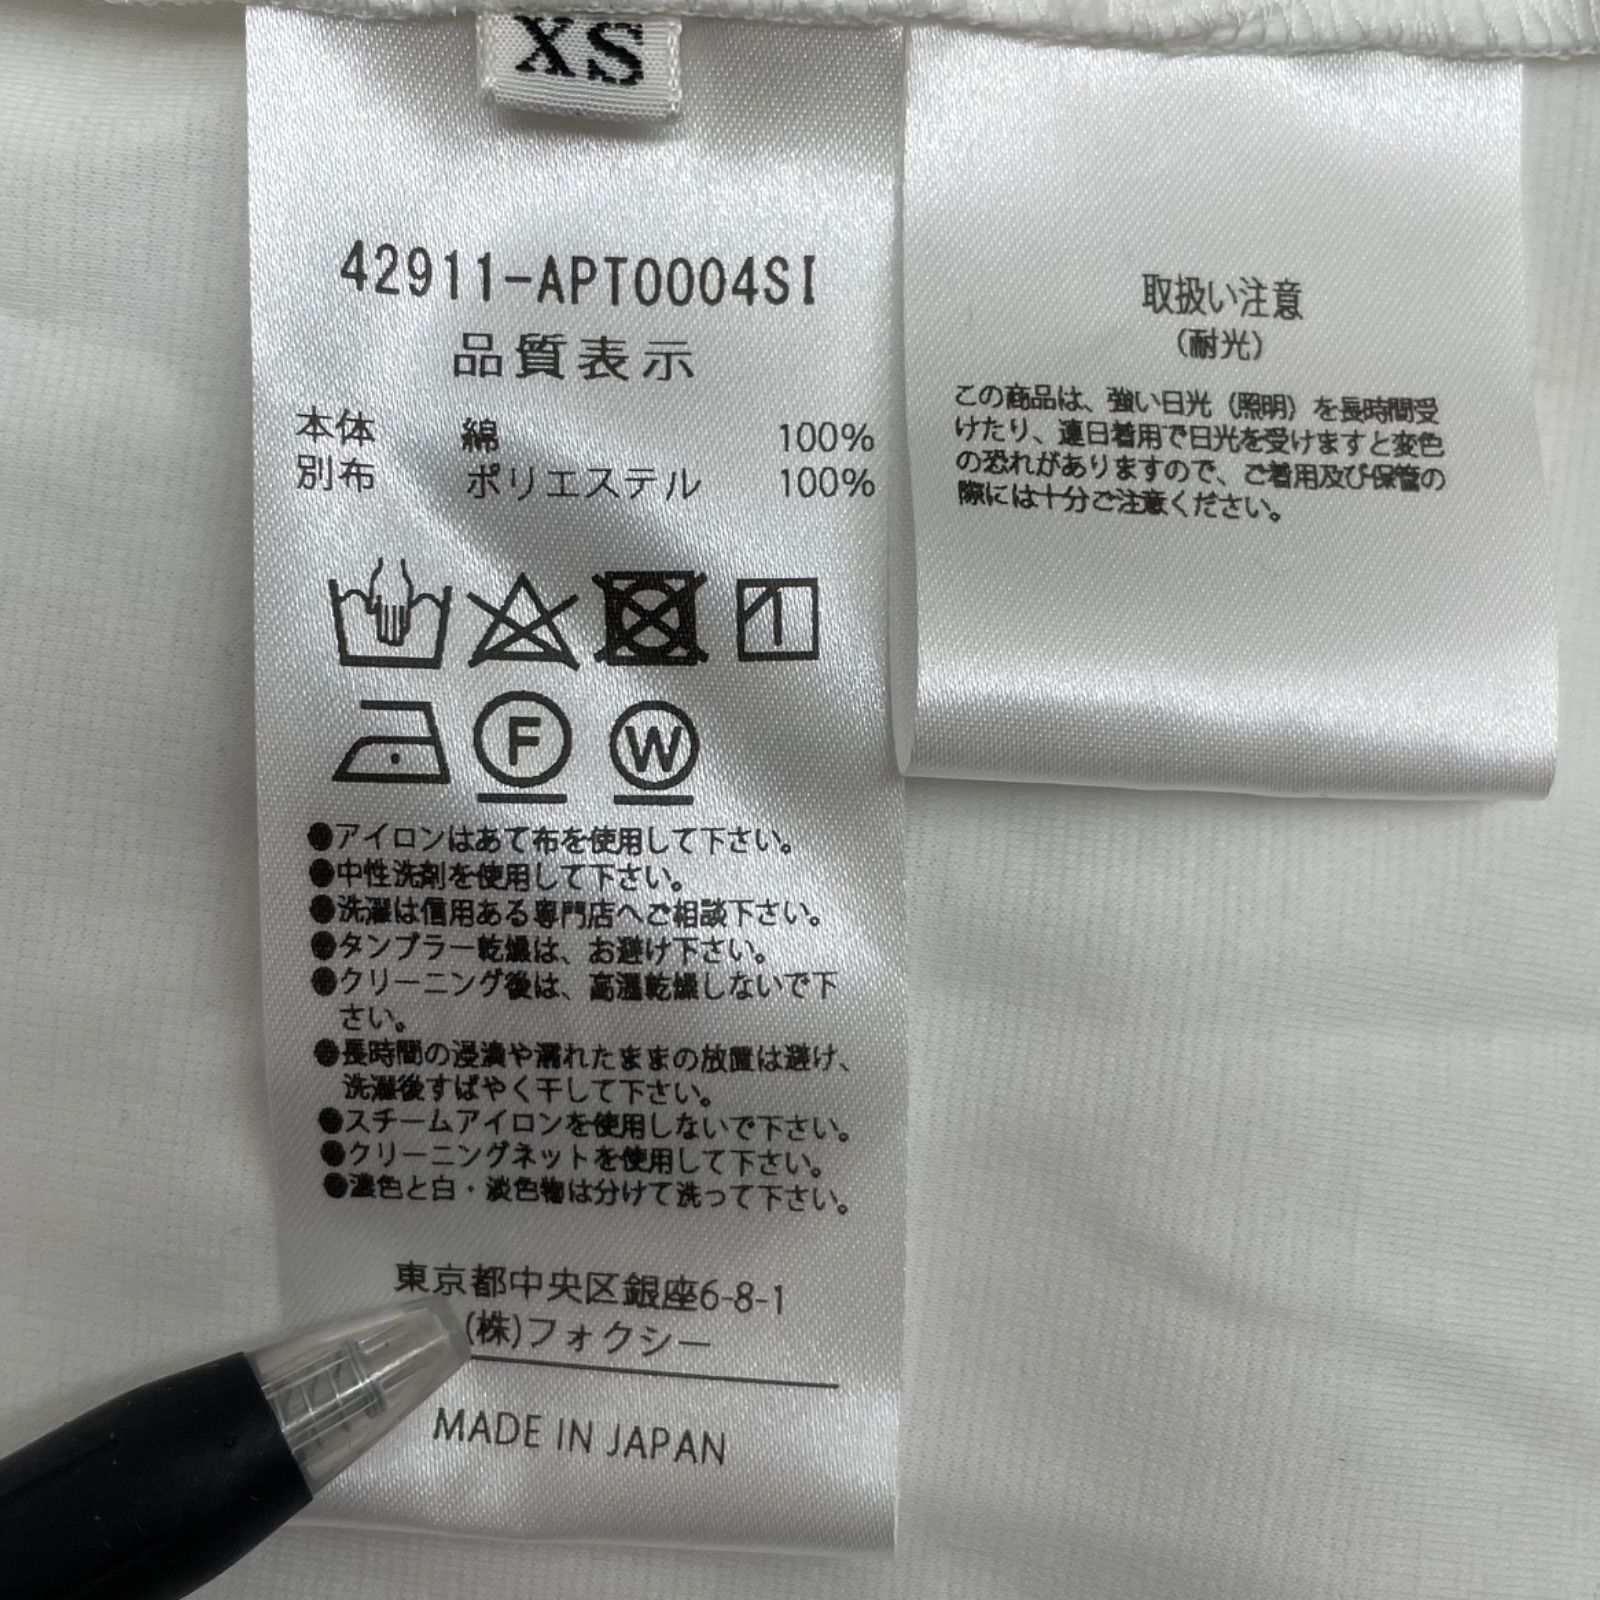 XS
42911-APT0004SI
品質表示
本体 綿 100%
別布 ポリエステル 100%
F W
●アイロンはあて布を使用して下さい。
●中性洗剤を使用して下さい。
●洗濯は信用ある専門店へご相談下さい。
●タンブラー乾燥は、お避け下さい。
●クリーニング後は、高温乾燥しないで下
さい。
●長時間の浸漬や濡れたままの放置は避け、
洗濯後すばやく干して下さい。
●スチームアイロンを使用しないで下さい。
●クリーニングネットを使用して下さい。
●濃色と白・淡色物は分けて洗って下さい。
東京都中央区銀座6-8-1
(株)フォクシー
MADE IN JAPAN
取扱い注意
(耐光)
この商品は、強い日光(照明)を長時間受
けたり、連日着用で日光を受けますと変色
の恐れがありますので、ご着用及び保管の
際には十分ご注意ください。